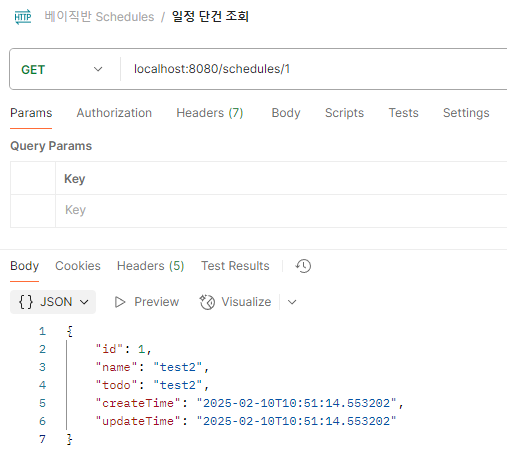 HTTP 베이직반 Schedules / 일정 단건 조회
GET localhost:8080/schedules/1
Params Authorization Headers (7) Body Scripts Tests Settings
Query Params
Key
Key
Body Cookies Headers (5) Test Results
{} JSON Preview Visualize
1 {
2 "id": 1,
3 "name": "test2",
4 "todo": "test2",
5 "createTime": "2025-02-10T10:51:14.553202",
6 "updateTime": "2025-02-10T10:51:14.553202"
7 }